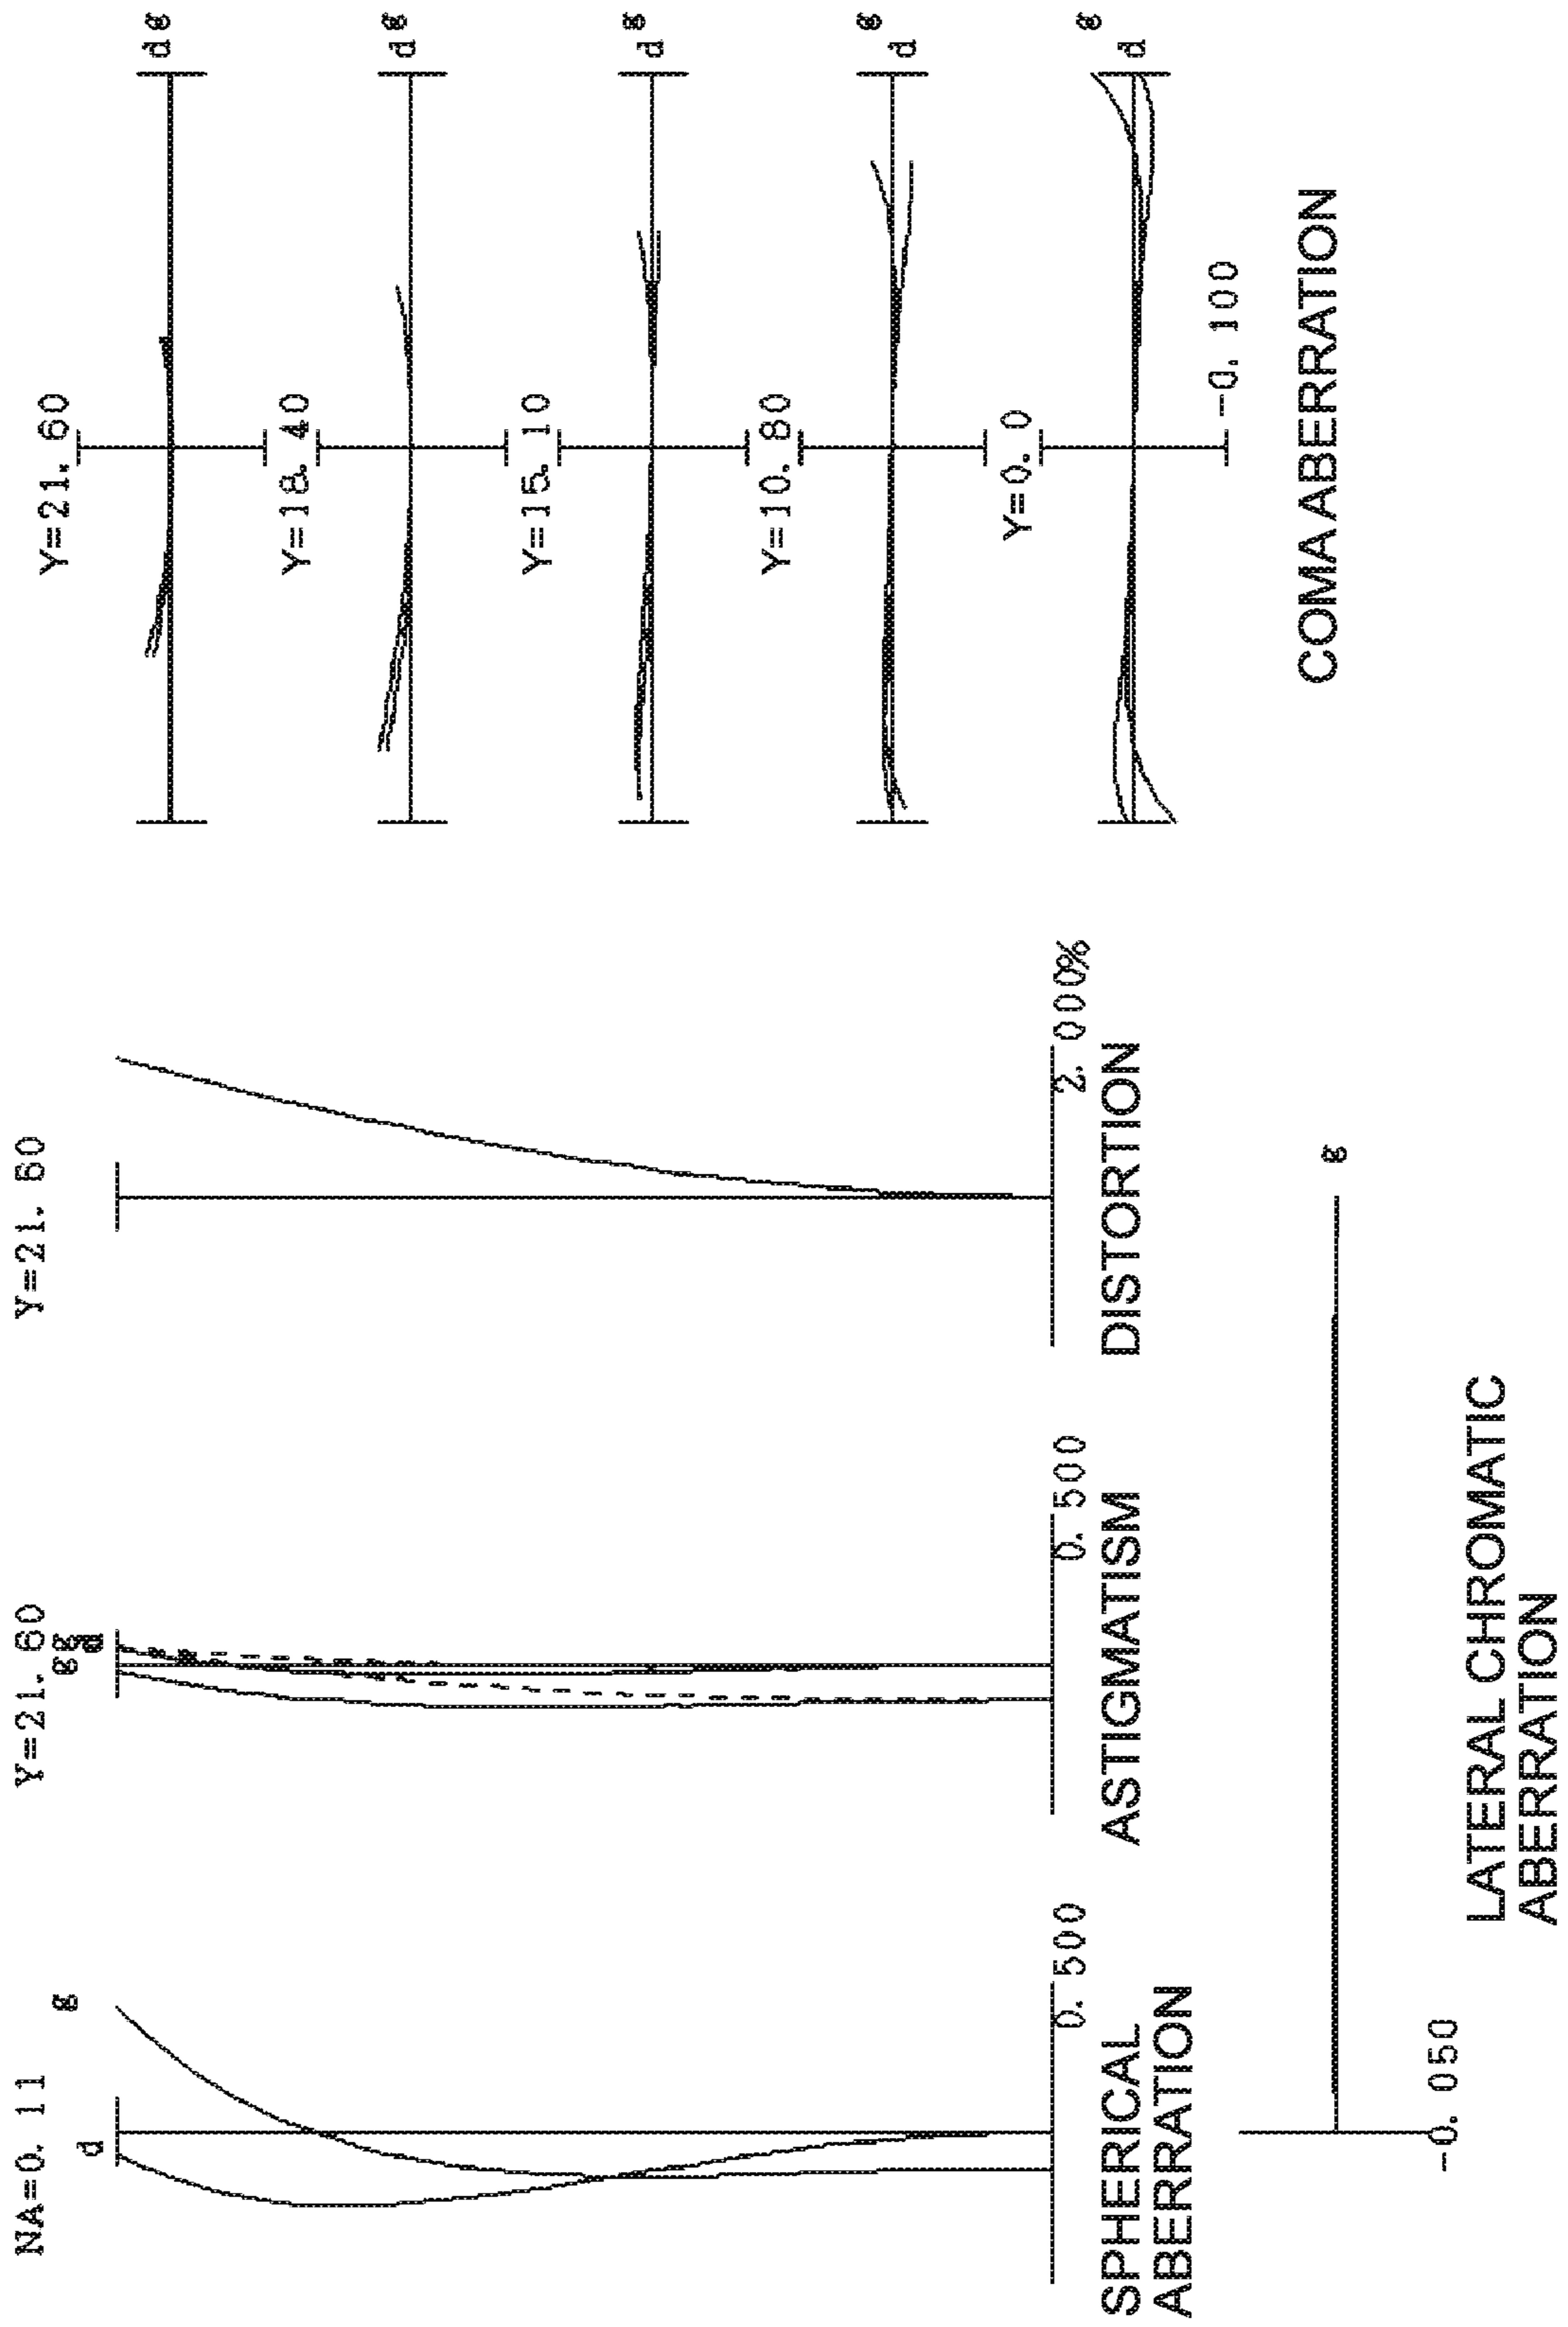 NA=0. 11
d
g
0. 500
SPHERICAL
ABERRATION
Y=21. 60
g g
d
0. 500
ASTIGMATISM
Y=21. 60
2. 000%
DISTORTION
-0. 050
g
LATERAL CHROMATIC
ABERRATION
Y=21. 60
d g
Y=18. 40
d g
Y=15. 10
d g
Y=10. 80
d g
Y=0. 0
d g
-0. 100
COMA ABERRATION